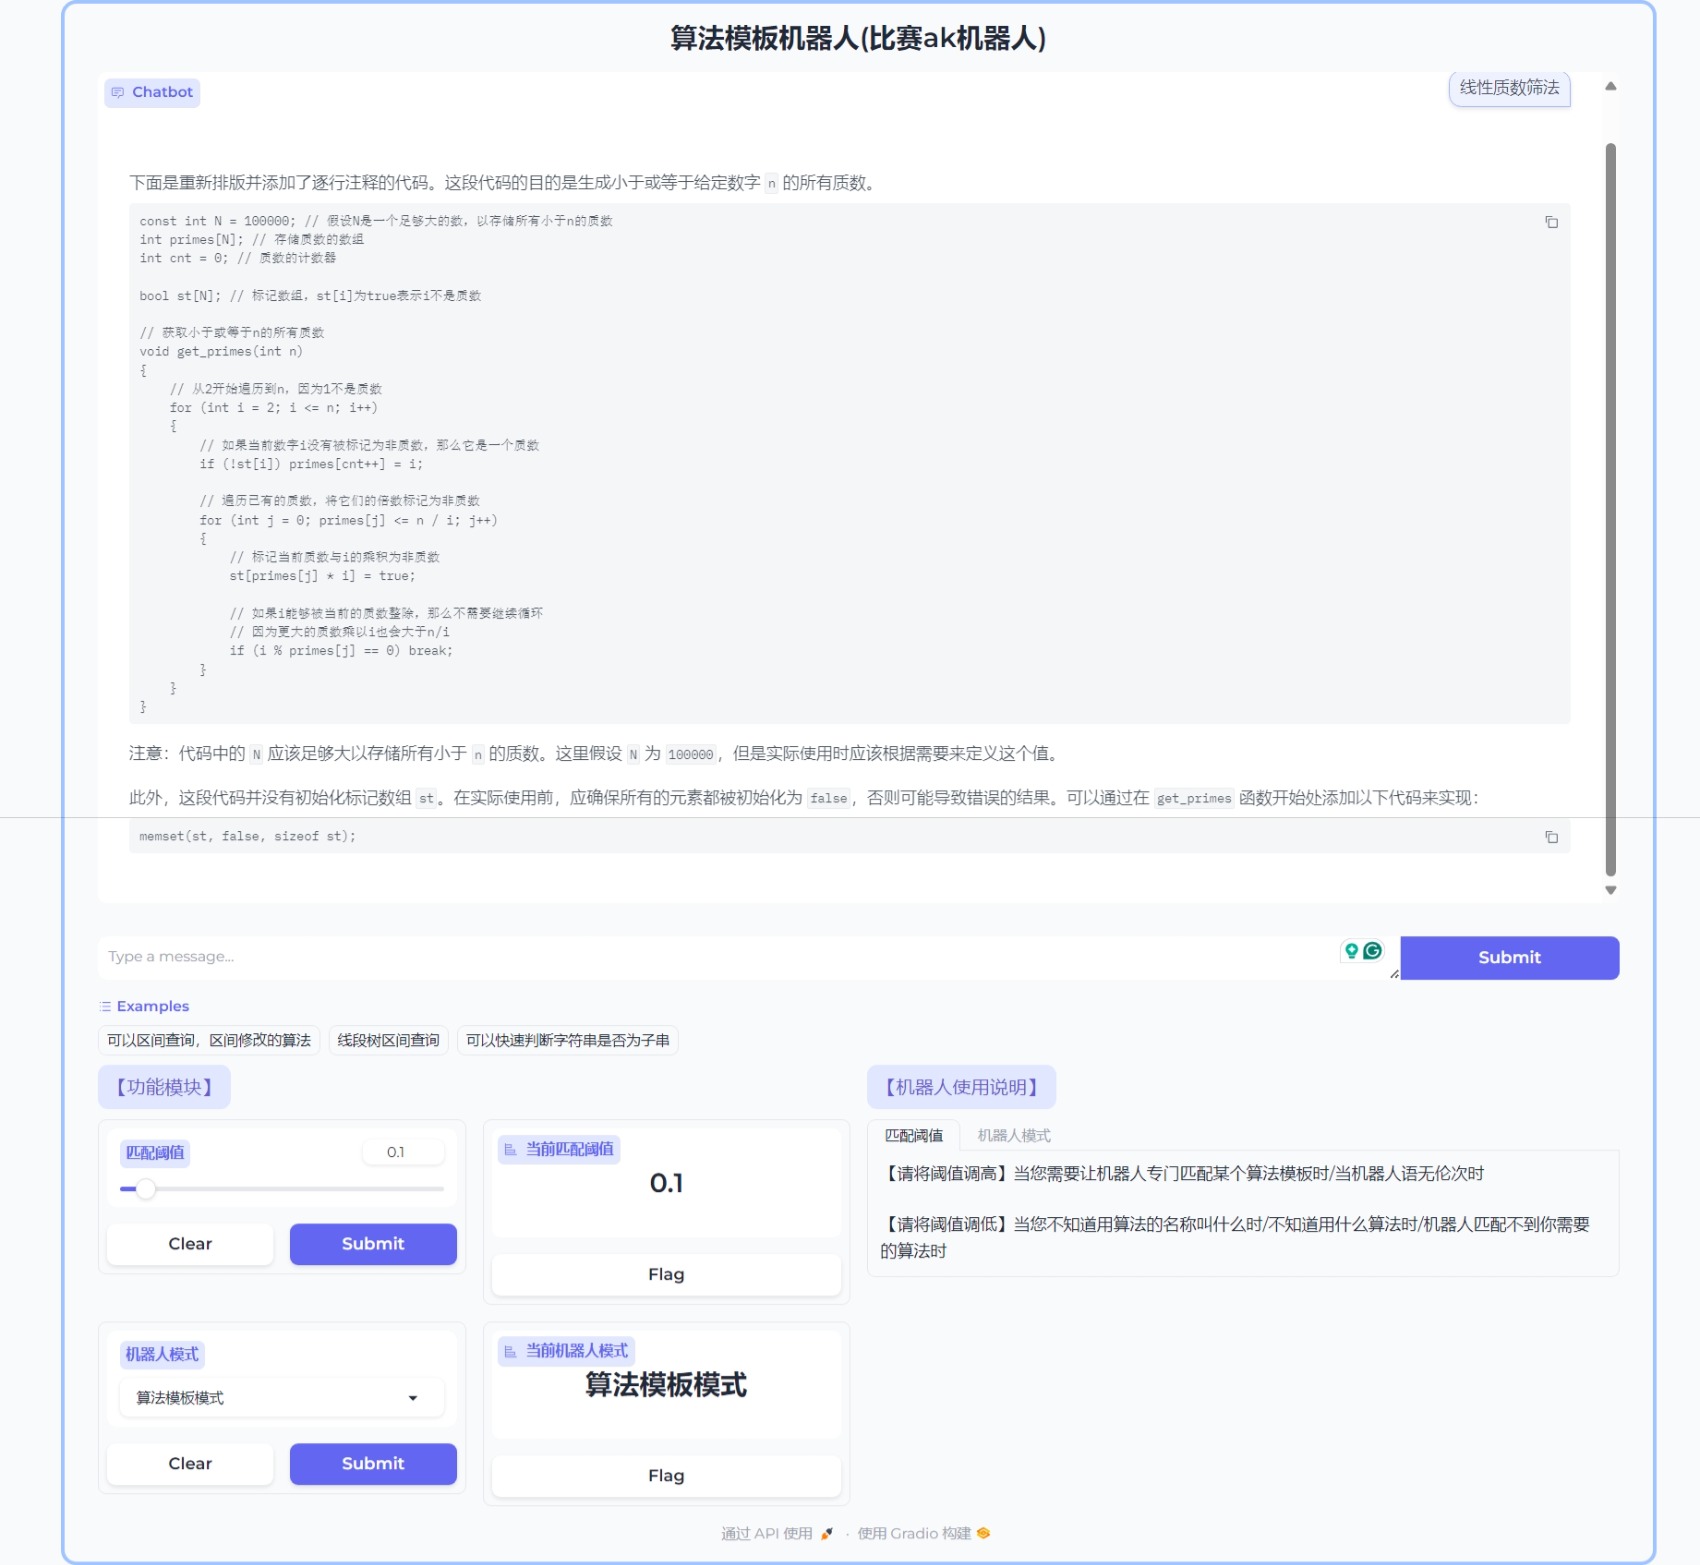 算法模板机器人(比赛ak机器人)
Chatbot
线性质数筛法
下面是重新排版并添加了逐行注释的代码。这段代码的目的是生成小于或等于给定数字 n 的所有质数。
const int N = 100000; // 假设N是一个足够大的数，以存储所有小于n的质数
int primes[N]; // 存储质数的数组
int cnt = 0; // 质数的计数器
bool st[N]; // 标记数组，st[i]为true表示i不是质数
// 获取小于或等于n的所有质数
void get_primes(int n)
{
    // 从2开始遍历到n，因为1不是质数
    for (int i = 2; i <= n; i++)
    {
        // 如果当前数字i没有被标记为非质数，那么它是一个质数
        if (!st[i]) primes[cnt++] = i;
        // 遍历已有的质数，将它们的倍数标记为非质数
        for (int j = 0; primes[j] <= n / i; j++)
        {
            // 标记当前质数与i的乘积为非质数
            st[primes[j] * i] = true;
            // 如果i能够被当前的质数整除，那么不需要继续循环
            // 因为更大的质数乘以i也会大于n/i
            if (i % primes[j] == 0) break;
        }
    }
}
注意：代码中的 N 应该足够大以存储所有小于 n 的质数。这里假设 N 为 100000，但是实际使用时应该根据需要来定义这个值。
此外，这段代码并没有初始化标记数组 st。在实际使用前，应确保所有的元素都被初始化为 false，否则可能导致错误的结果。可以通过在 get_primes 函数开始处添加以下代码来实现：
memset(st, false, sizeof st);
Type a message...
Submit
Examples
可以区间查询，区间修改的算法
线段树区间查询
可以快速判断字符串是否为子串
【功能模块】
【机器人使用说明】
匹配阈值
0.1
Clear
Submit
当前匹配阈值
0.1
Flag
匹配阈值
机器人模式
【请将阈值调高】当您需要让机器人专门匹配某个算法模板时/当机器人语无伦次时
【请将阈值调低】当您不知道用算法的名称叫什么时/不知道用什么算法时/机器人匹配不到你需要
的算法时
机器人模式
算法模板模式
Clear
Submit
当前机器人模式
算法模板模式
Flag
通过 API 使用 · 使用 Gradio 构建